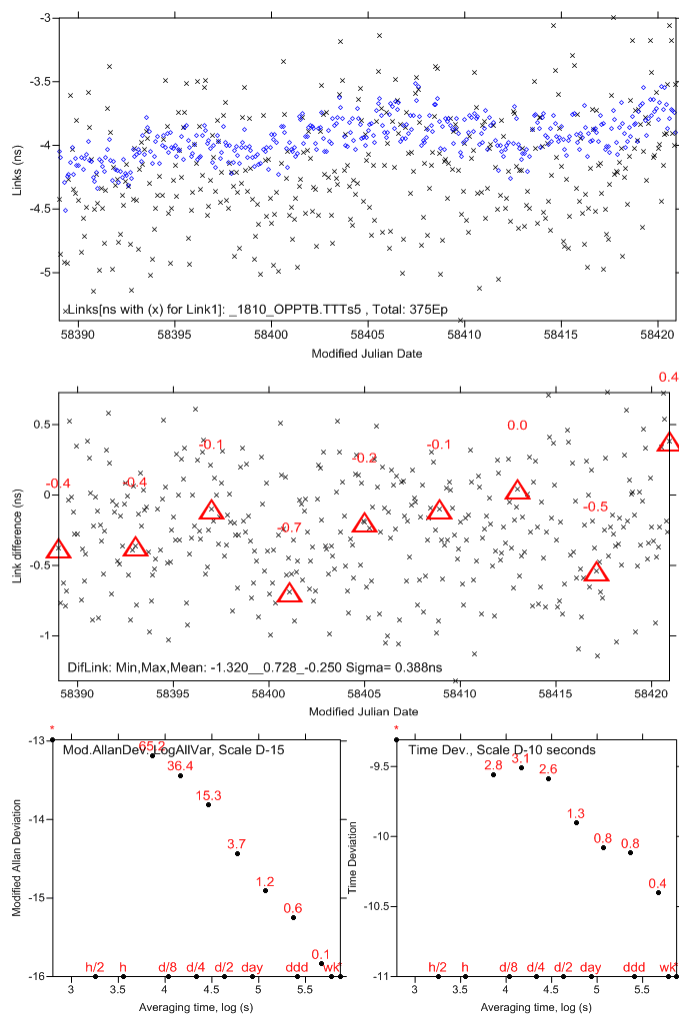 -3
-3.5
-4
-4.5
-5
Links (ns)
Links[ns with (x) for Link1]: _1810_OPPTB.TTTs5 , Total: 375Ep
58390 58395 58400 58405 58410 58415 58420
Modified Julian Date
0.4
0.5
0
-0.5
-1
Link difference (ns)
-0.4 -0.4 -0.1 -0.7 -0.2 -0.1 0.0 -0.5
DifLink: Min,Max,Mean: -1.320__0.728_-0.250 Sigma= 0.388ns
58390 58395 58400 58405 58410 58415 58420
Modified Julian Date
*
-13
-14
-15
-16
Modified Allan Deviation
Mod.AllanDev, LogAllVar, Scale D-15
65.2
36.4
15.3
3.7
1.2
0.6
0.1
h/2 h d/8 d/4 d/2 day ddd wk
3 3.5 4 4.5 5 5.5
Averaging time, log (s)
*
-9.5
-10
-10.5
-11
Time Deviation
Time Dev., Scale D-10 seconds
2.8 3.1 2.6
1.3
0.8 0.8
0.4
h/2 h d/8 d/4 d/2 day ddd wk
3 3.5 4 4.5 5 5.5
Averaging time, log (s)